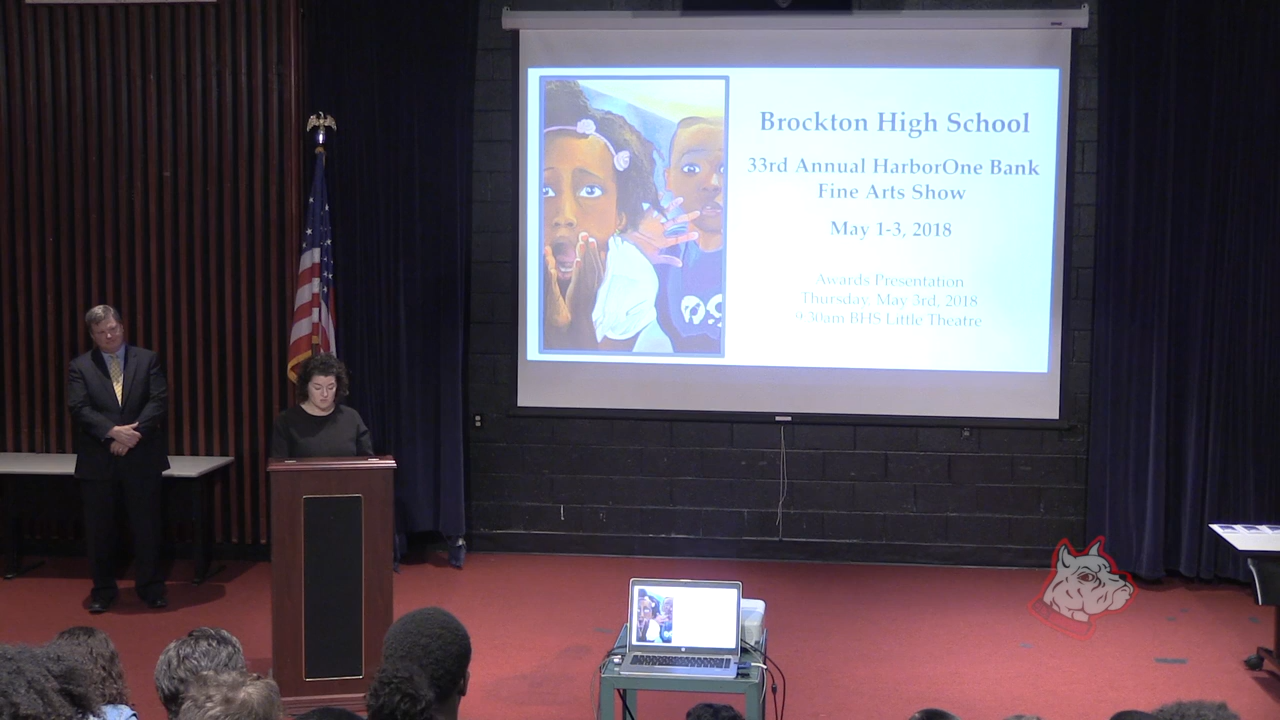 Brockton High School
33rd Annual HarborOne Bank
Fine Arts Show
May 1-3, 2018
Awards Presentation
Thursday, May 3rd, 2018
9:30am BHS Little Theatre